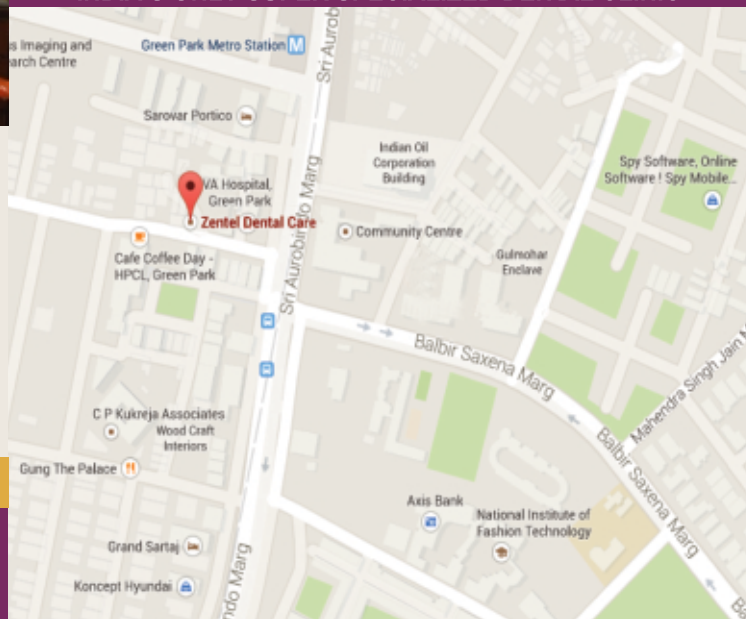 s Imaging and
earch Centre
Green Park Metro Station
M
Sri Aurob
Sarovar Portico
Indian Oil
Corporation
Building
Spy Software, Online
Software ! Spy Mobile...
VA Hospital,
Green Park
Zentel Dental Care
Sri Aurobindo Marg
Community Centre
Cafe Coffee Day -
HPCL, Green Park
Gulmohar
Enclave
Balbir Saxena Marg
Mahendra Singh Jain M
C P Kukreja Associates
Wood Craft
Interiors
Gung The Palace
Balbir Saxena Marg
Axis Bank
National Institute of
Fashion Technology
Grand Sartaj
Koncept Hyundai
ndo Marg
Ba